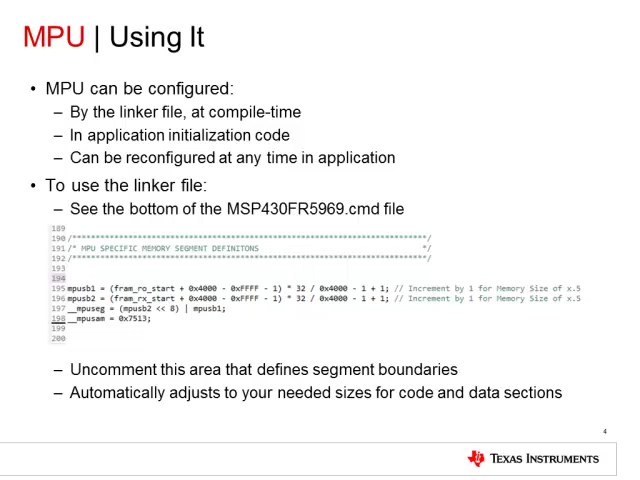 MPU | Using It
• MPU can be configured:
– By the linker file, at compile-time
– In application initialization code
– Can be reconfigured at any time in application
• To use the linker file:
– See the bottom of the MSP430FR5969.cmd file
189
190 /******************************************************************************/
191 /* MPU SPECIFIC MEMORY SEGMENT DEFINITONS */
192 /******************************************************************************/
193
194
195 mpusb1 = (fram_ro_start + 0x4000 - 0xFFFF - 1) * 32 / 0x4000 - 1 + 1; // Increment by 1 for Memory Size of x.5
196 mpusb2 = (fram_rx_start + 0x4000 - 0xFFFF - 1) * 32 / 0x4000 - 1 + 1; // Increment by 1 for Memory Size of x.5
197 __mpuseg = (mpusb2 << 8) | mpusb1;
198 __mpusam = 0x7513;
199
200
– Uncomment this area that defines segment boundaries
– Automatically adjusts to your needed sizes for code and data sections
4
TEXAS INSTRUMENTS